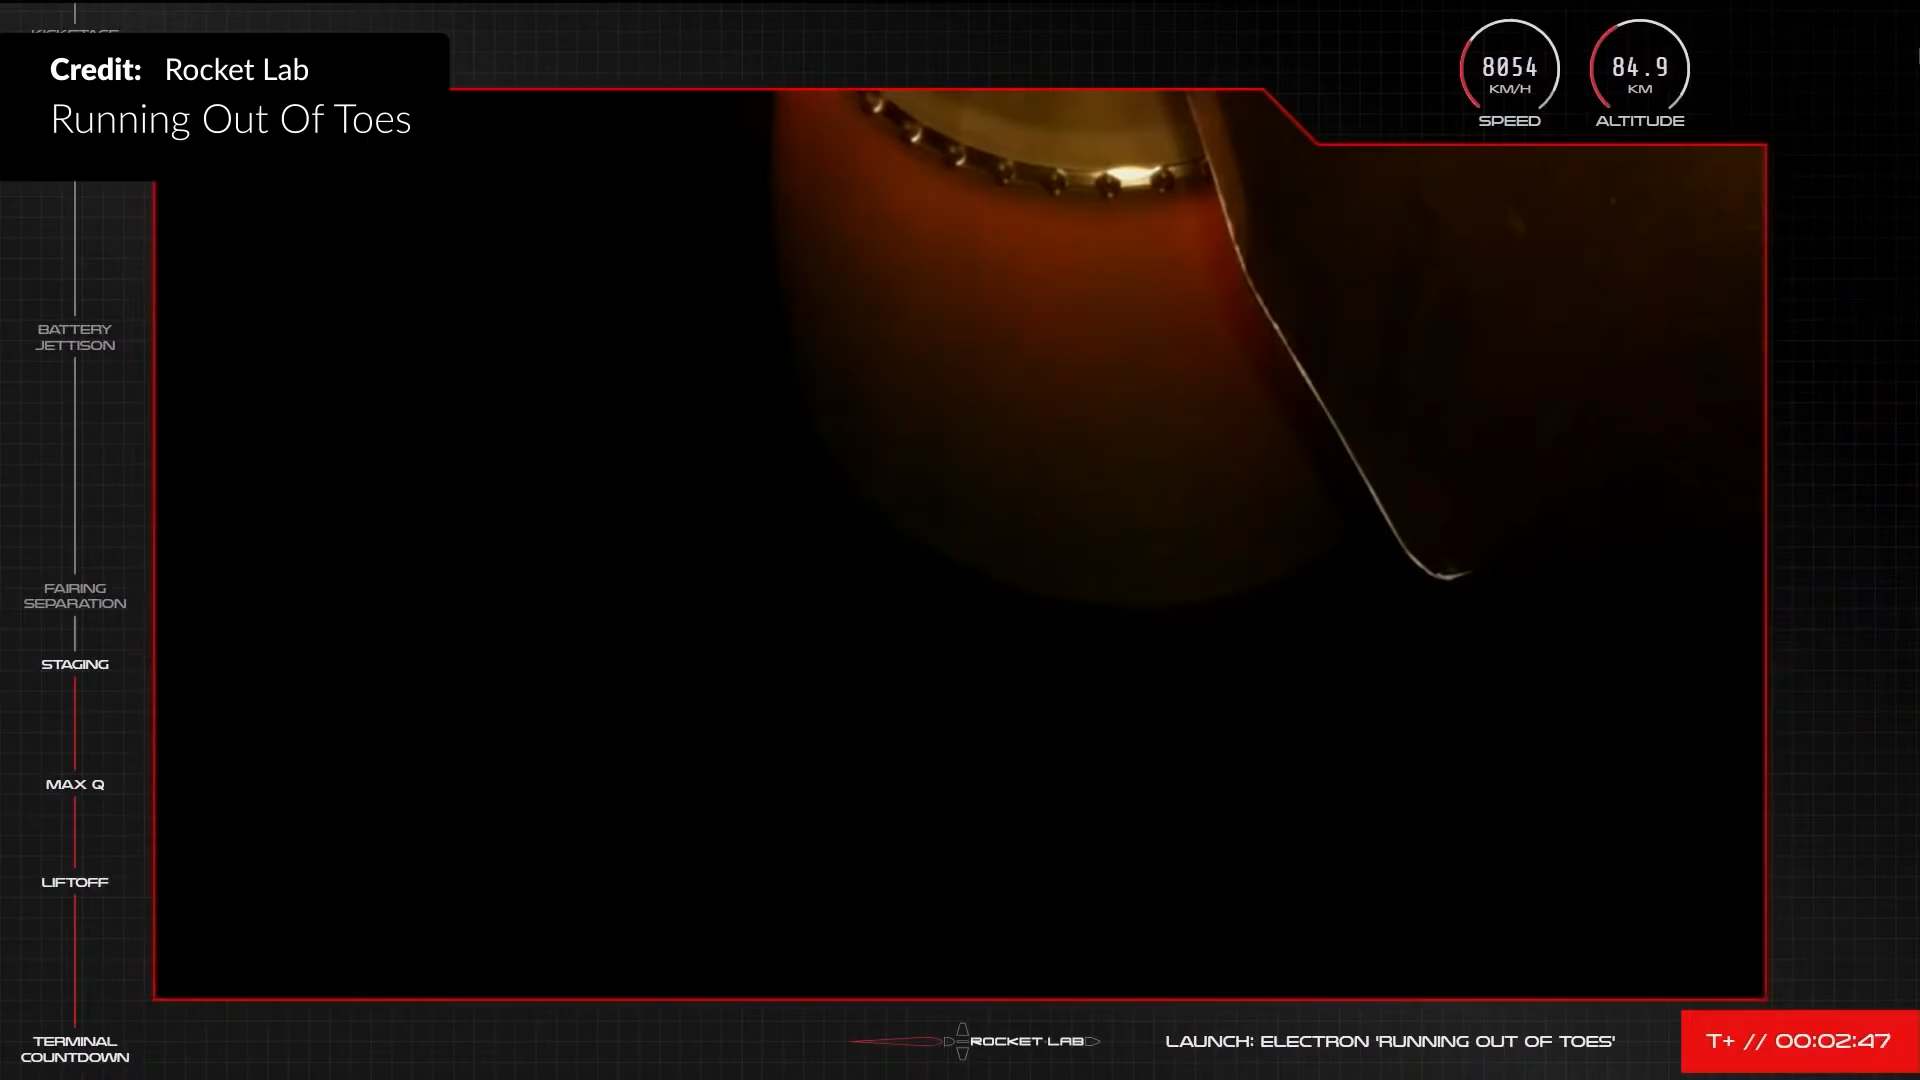 KICKSTAGE
Credit: Rocket Lab
Running Out Of Toes
8054
KM/H
SPEED
84.9
KM
ALTITUDE
BATTERY
JETTISON
FAIRING
SEPARATION
STAGING
MAX Q
LIFTOFF
TERMINAL
COUNTDOWN
ROCKET LAB
LAUNCH: ELECTRON 'RUNNING OUT OF TOES'
T+ // 00:02:47